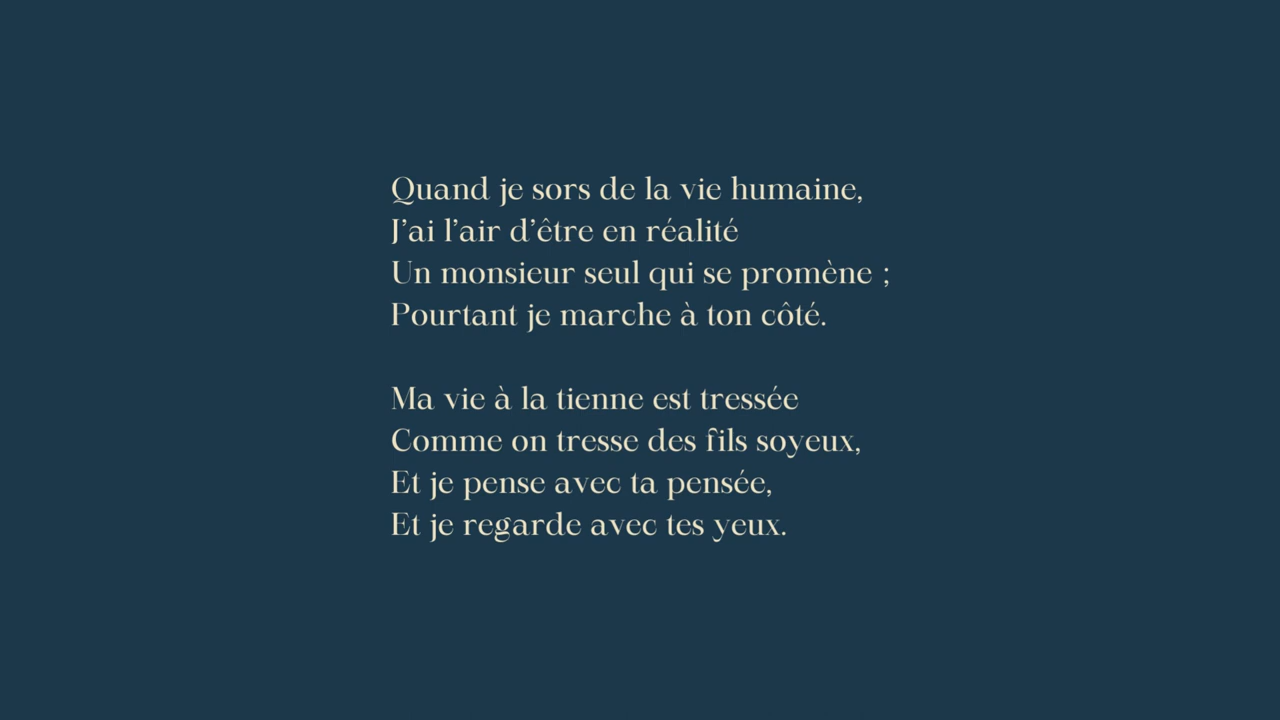 Quand je sors de la vie humaine,
J’ai l’air d’être en réalité
Un monsieur seul qui se promène ;
Pourtant je marche à ton côté.

Ma vie à la tienne est tressée
Comme on tresse des fils soyeux,
Et je pense avec ta pensée,
Et je regarde avec tes yeux.